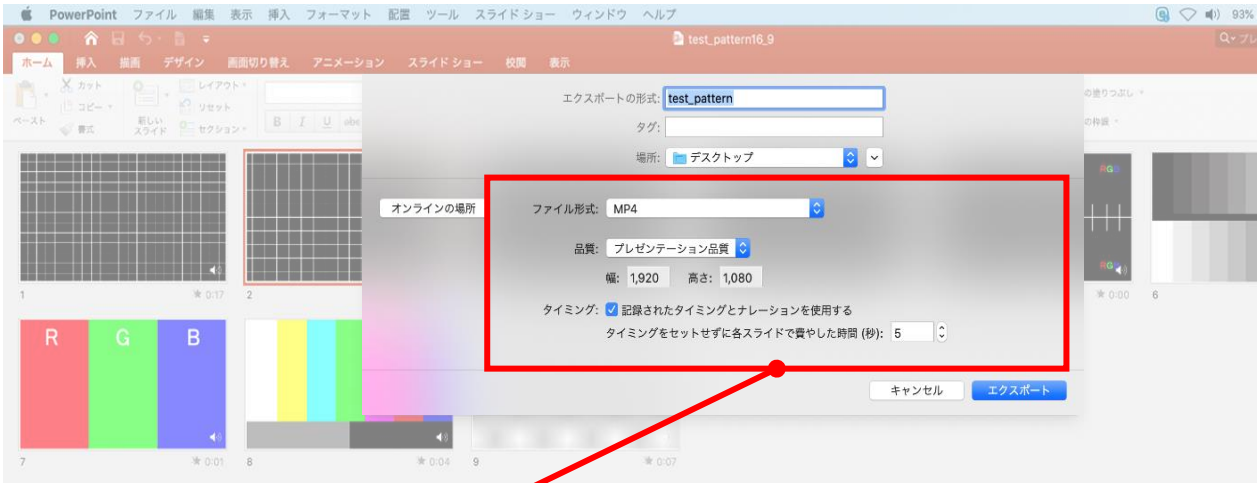 PowerPoint ファイル 編集 表示 挿入 フォーマット 配置 ツール スライド ショー ウィンドウ ヘルプ 93%
test_pattern16_9
ホーム 挿入 描画 デザイン 画面切り替え アニメーション スライド ショー 校閲 表示
ペースト カット コピー 書式 新しい スライド レイアウト リセット セクション B I U abc
エクスポートの形式: test_pattern
タグ:
場所: デスクトップ
オンラインの場所 ファイル形式: MP4
品質: プレゼンテーション品質
幅: 1,920 高さ: 1,080
タイミング: 記録されたタイミングとナレーションを使用する
タイミングをセットせずに各スライドで費やした時間 (秒): 5
キャンセル エクスポート
の塗りつぶし
の枠線
RGB
RGB
1 0:17 2 0:00 6
R G B
7 0:01 8 0:04 9 0:07